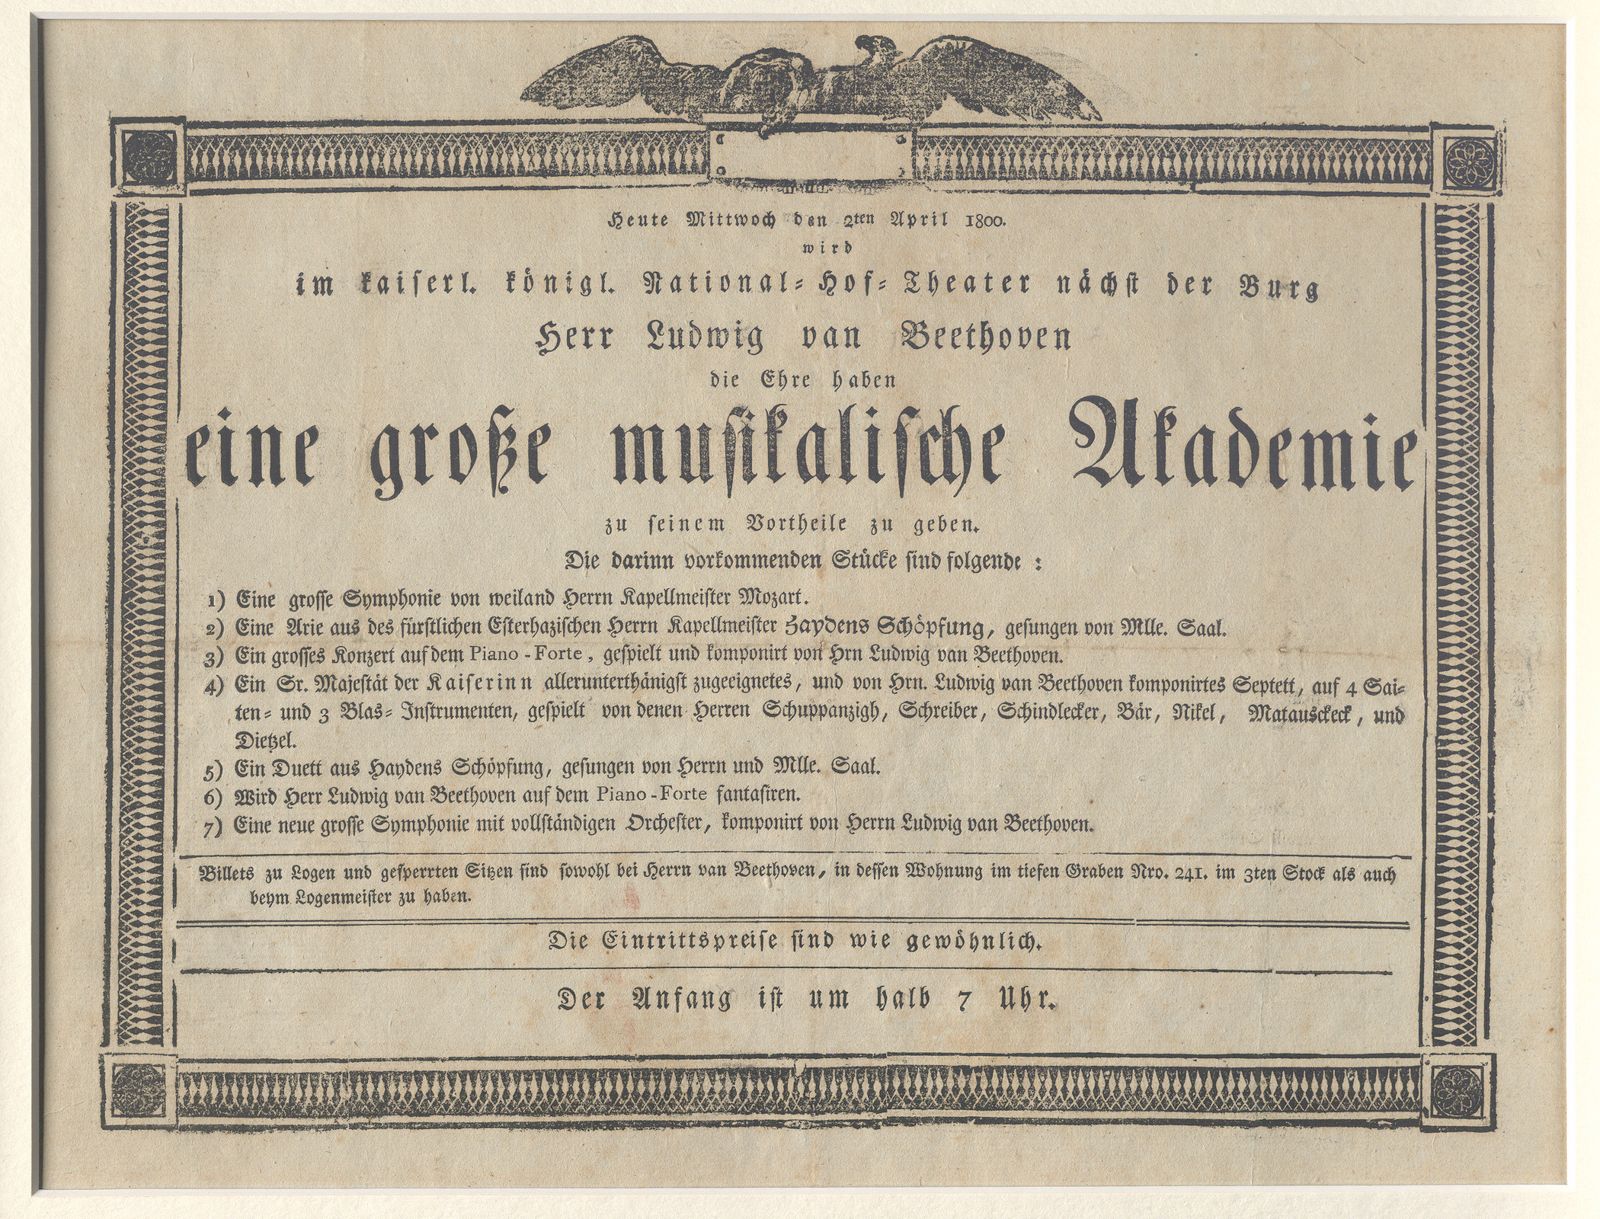 Heute Mittwoch den 2ten April 1800.
wird
im kaiserl. königl. National-Hof-Theater nächst der Burg
Herr Ludwig van Beethoven
die Ehre haben
eine große musikalische Akademie
zu seinem Vortheile zu geben.
Die darinn vorkommenden Stücke sind folgende :
1) Eine grosse Symphonie von weiland Herrn Kapellmeister Mozart.
2) Eine Arie aus des fürstlichen Esterhazischen Herrn Kapellmeister Haydens Schöpfung, gesungen von Mlle. Saal.
3) Ein grosses Konzert auf dem Piano-Forte, gespielt und komponirt von Hrn Ludwig van Beethoven.
4) Ein Sr. Majestät der Kaiserinn allerunterthänigst zugeeignetes, und von Hrn. Ludwig van Beethoven komponirtes Septett, auf 4 Sai-
ten- und 3 Blas-Instrumenten, gespielt von denen Herren Schuppanzigh, Schreiber, Schindlecker, Bär, Nikel, Matausckeck, und
Dietzel.
5) Ein Duett aus Haydens Schöpfung, gesungen von Herrn und Mlle. Saal.
6) Wird Herr Ludwig van Beethoven auf dem Piano-Forte fantasiren.
7) Eine neue grosse Symphonie mit vollständigen Orchester, komponirt von Herrn Ludwig van Beethoven.
Billets zu Logen und gesperrten Sitzen sind sowohl bei Herrn van Beethoven, in dessen Wohnung im tiefen Graben Nro. 241. im 3ten Stock als auch
beym Logenmeister zu haben.
Die Eintrittspreise sind wie gewöhnlich.
Der Anfang ist um halb 7 Uhr.